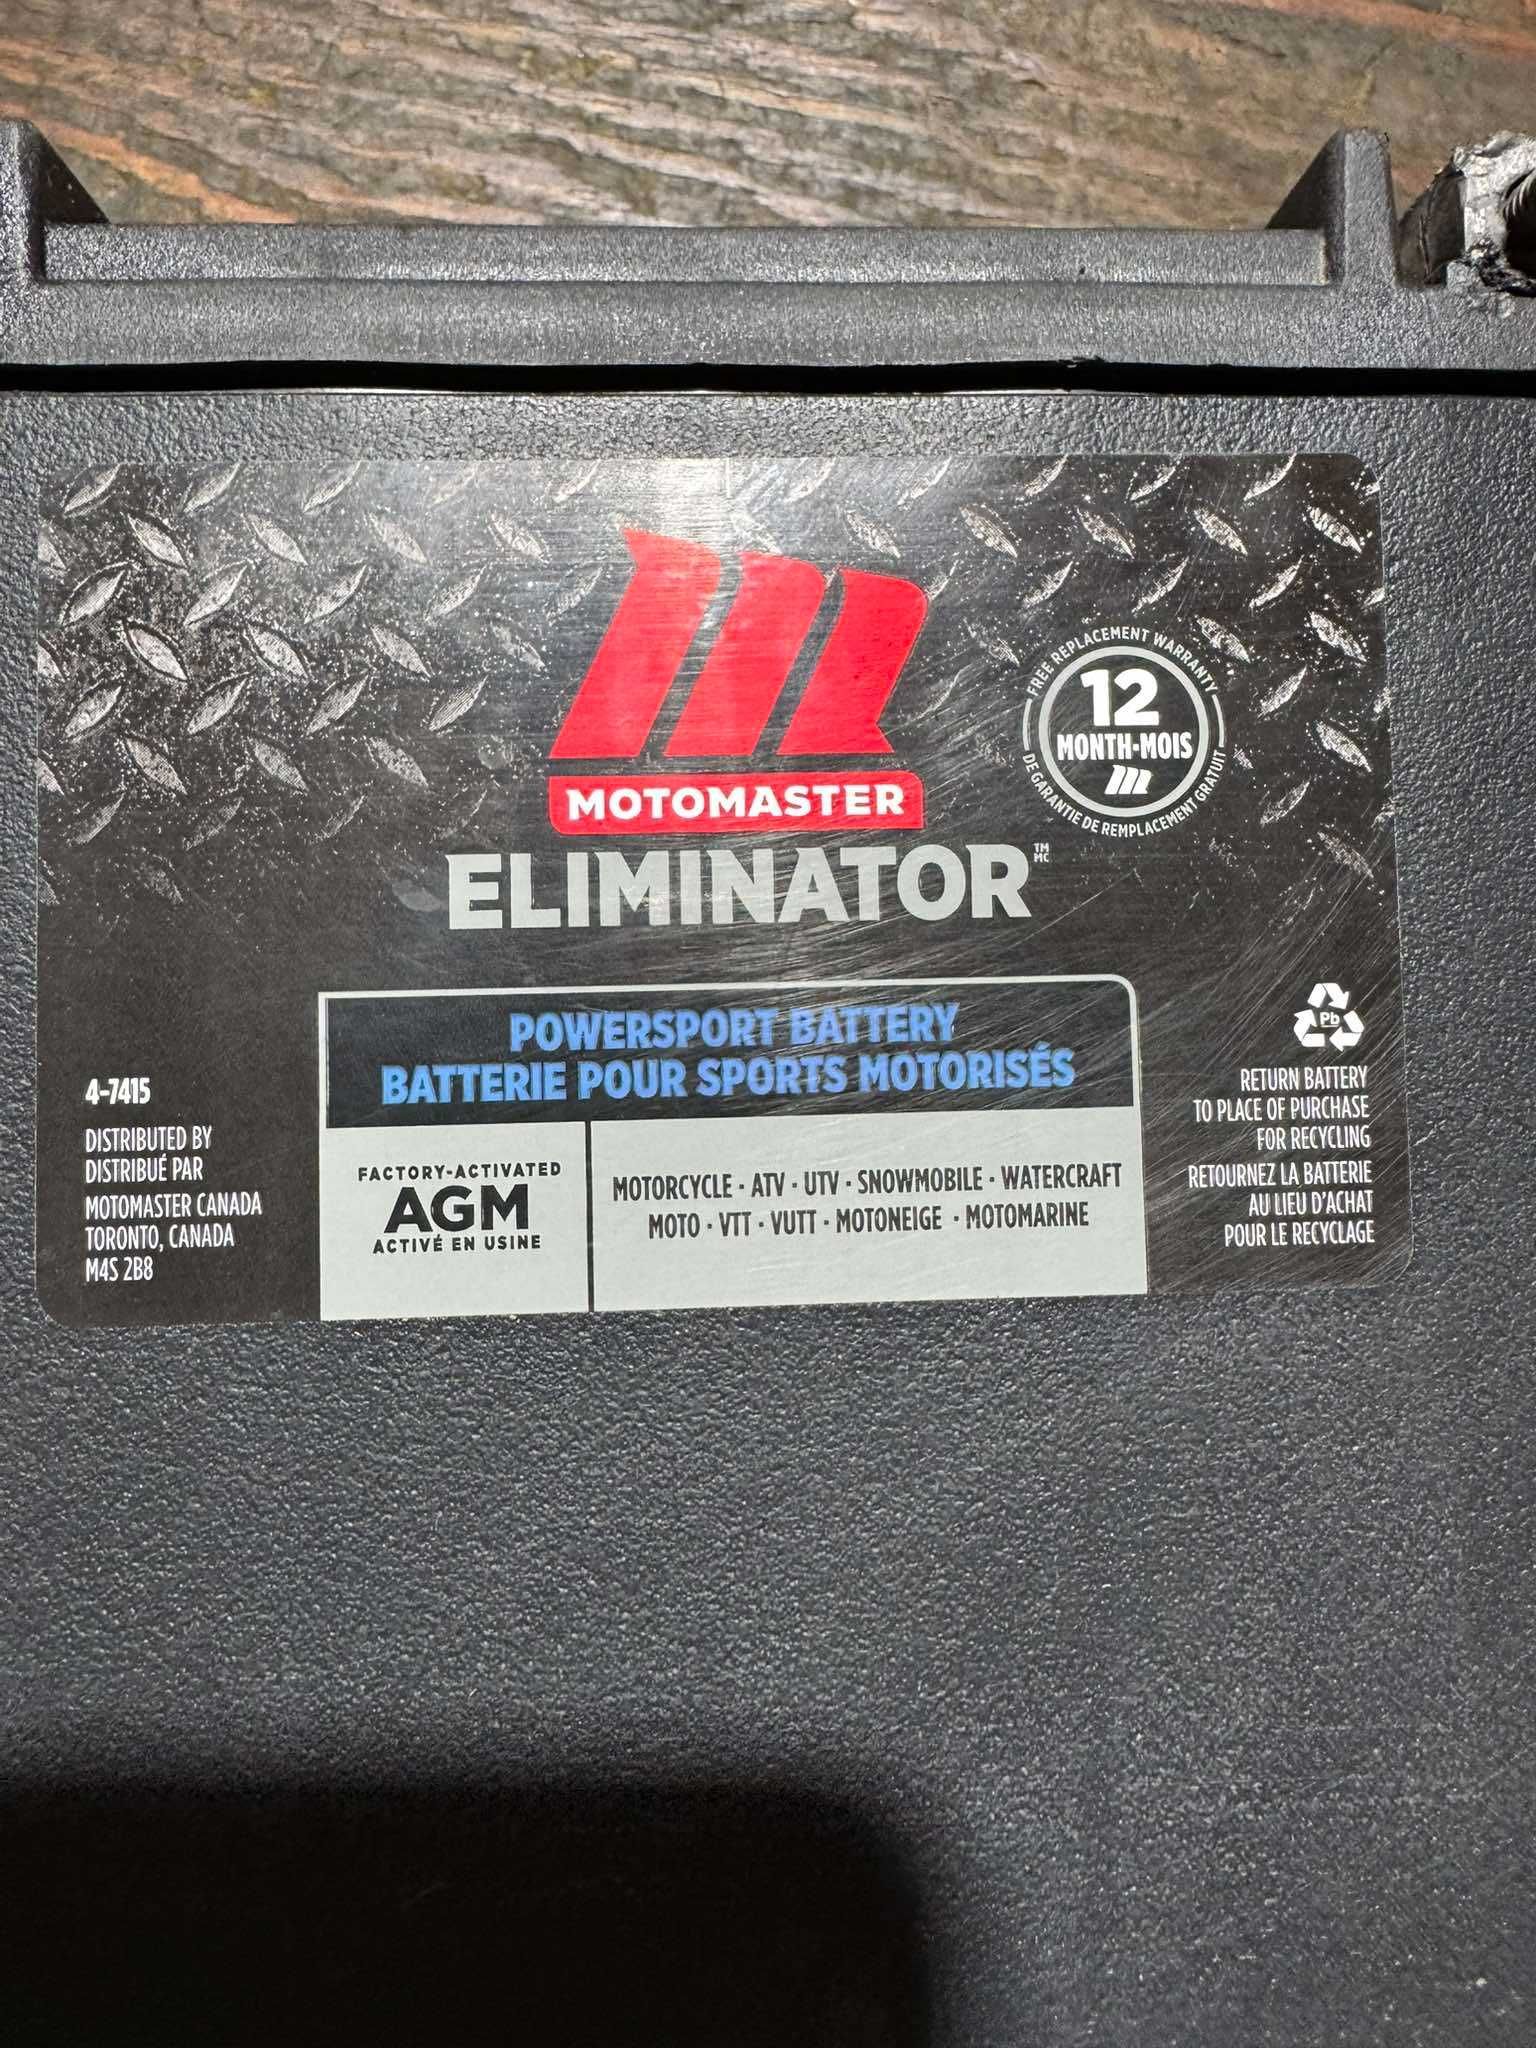 FREE REPLACEMENT WARRANTY
12
MONTH-MOIS
DE GARANTIE DE REMPLACEMENT GRATUIT
MOTOMASTER
ELIMINATOR
TM
MC
POWERSPORT BATTERY
BATTERIE POUR SPORTS MOTORISÉS
4-7415
DISTRIBUTED BY
DISTRIBUÉ PAR
MOTOMASTER CANADA
TORONTO, CANADA
M4S 2B8
FACTORY-ACTIVATED
AGM
ACTIVÉ EN USINE
MOTORCYCLE · ATV · UTV · SNOWMOBILE · WATERCRAFT
MOTO · VTT · VUTT · MOTONEIGE · MOTOMARINE
Pb
RETURN BATTERY
TO PLACE OF PURCHASE
FOR RECYCLING
RETOURNEZ LA BATTERIE
AU LIEU D'ACHAT
POUR LE RECYCLAGE